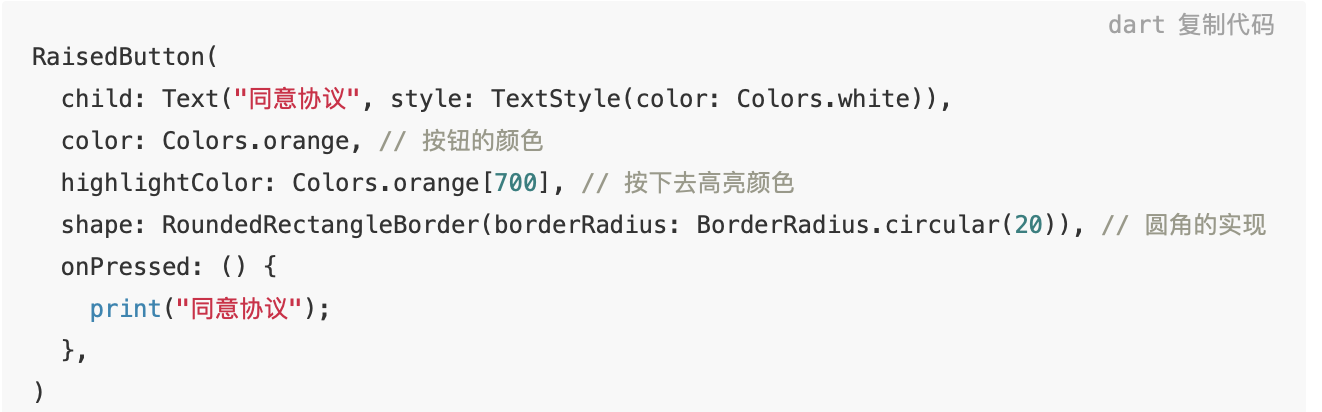 dart 复制代码
RaisedButton(
  child: Text("同意协议", style: TextStyle(color: Colors.white)),
  color: Colors.orange, // 按钮的颜色
  highlightColor: Colors.orange[700], // 按下去高亮颜色
  shape: RoundedRectangleBorder(borderRadius: BorderRadius.circular(20)), // 圆角的实现
  onPressed: () {
    print("同意协议");
  },
)